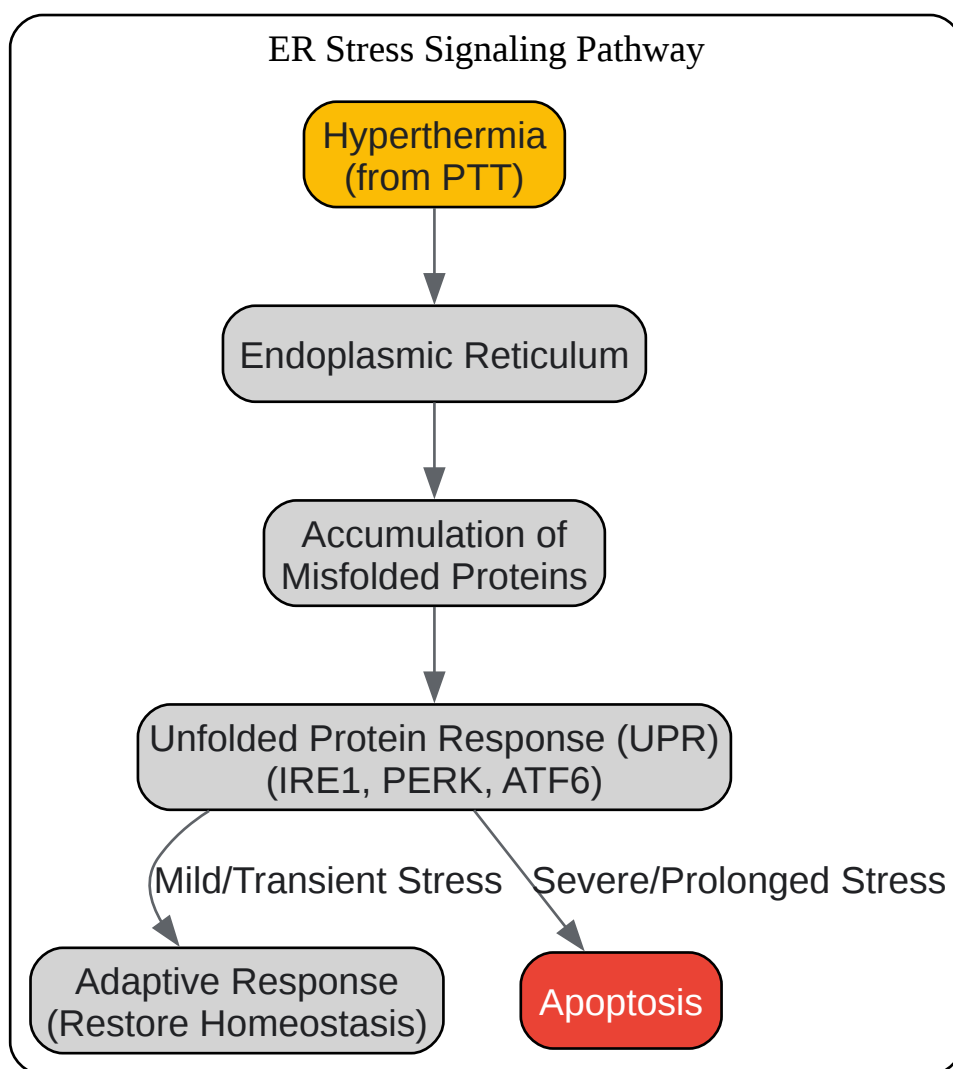 ER Stress Signaling Pathway
Hyperthermia
(from PTT)
Endoplasmic Reticulum
Accumulation of
Misfolded Proteins
Unfolded Protein Response (UPR)
(IRE1, PERK, ATF6)
Mild/Transient Stress
Severe/Prolonged Stress
Adaptive Response
(Restore Homeostasis)
Apoptosis